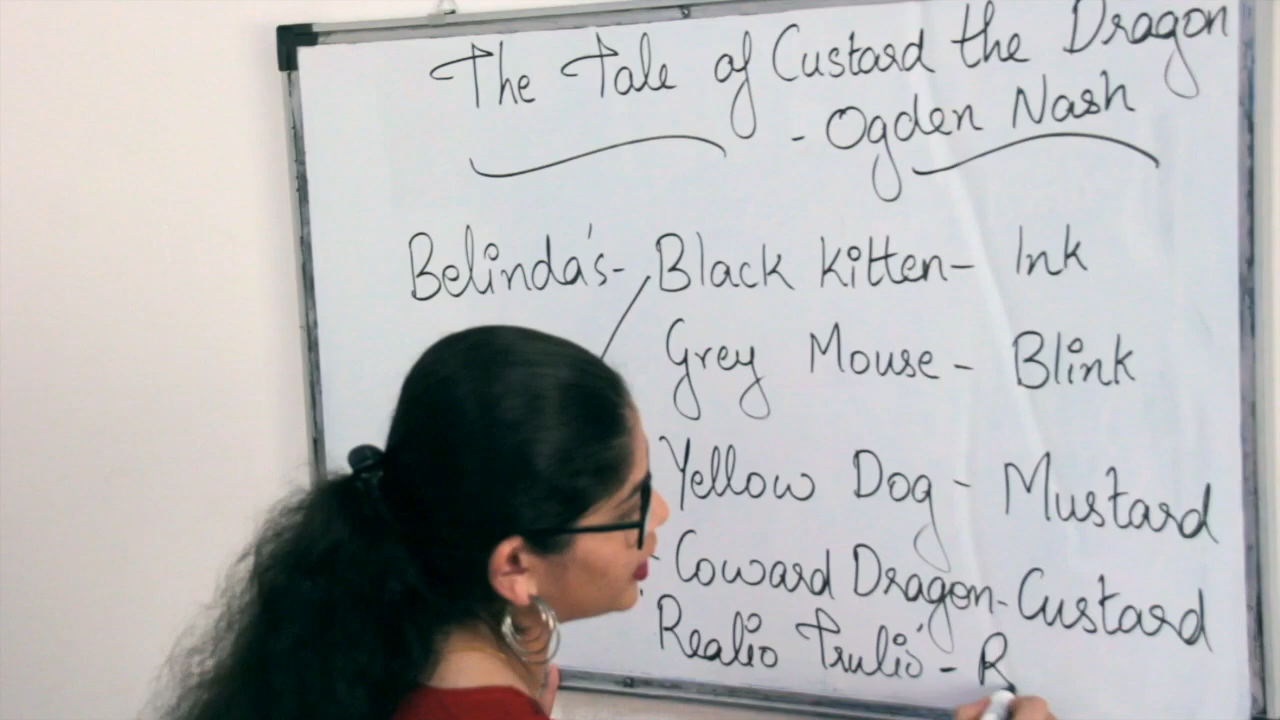 The Tale of Custard the Dragon
- Ogden Nash
Belinda's - Black kitten - Ink
Grey Mouse - Blink
Yellow Dog - Mustard
Coward Dragon - Custard
Realio Trulio - R